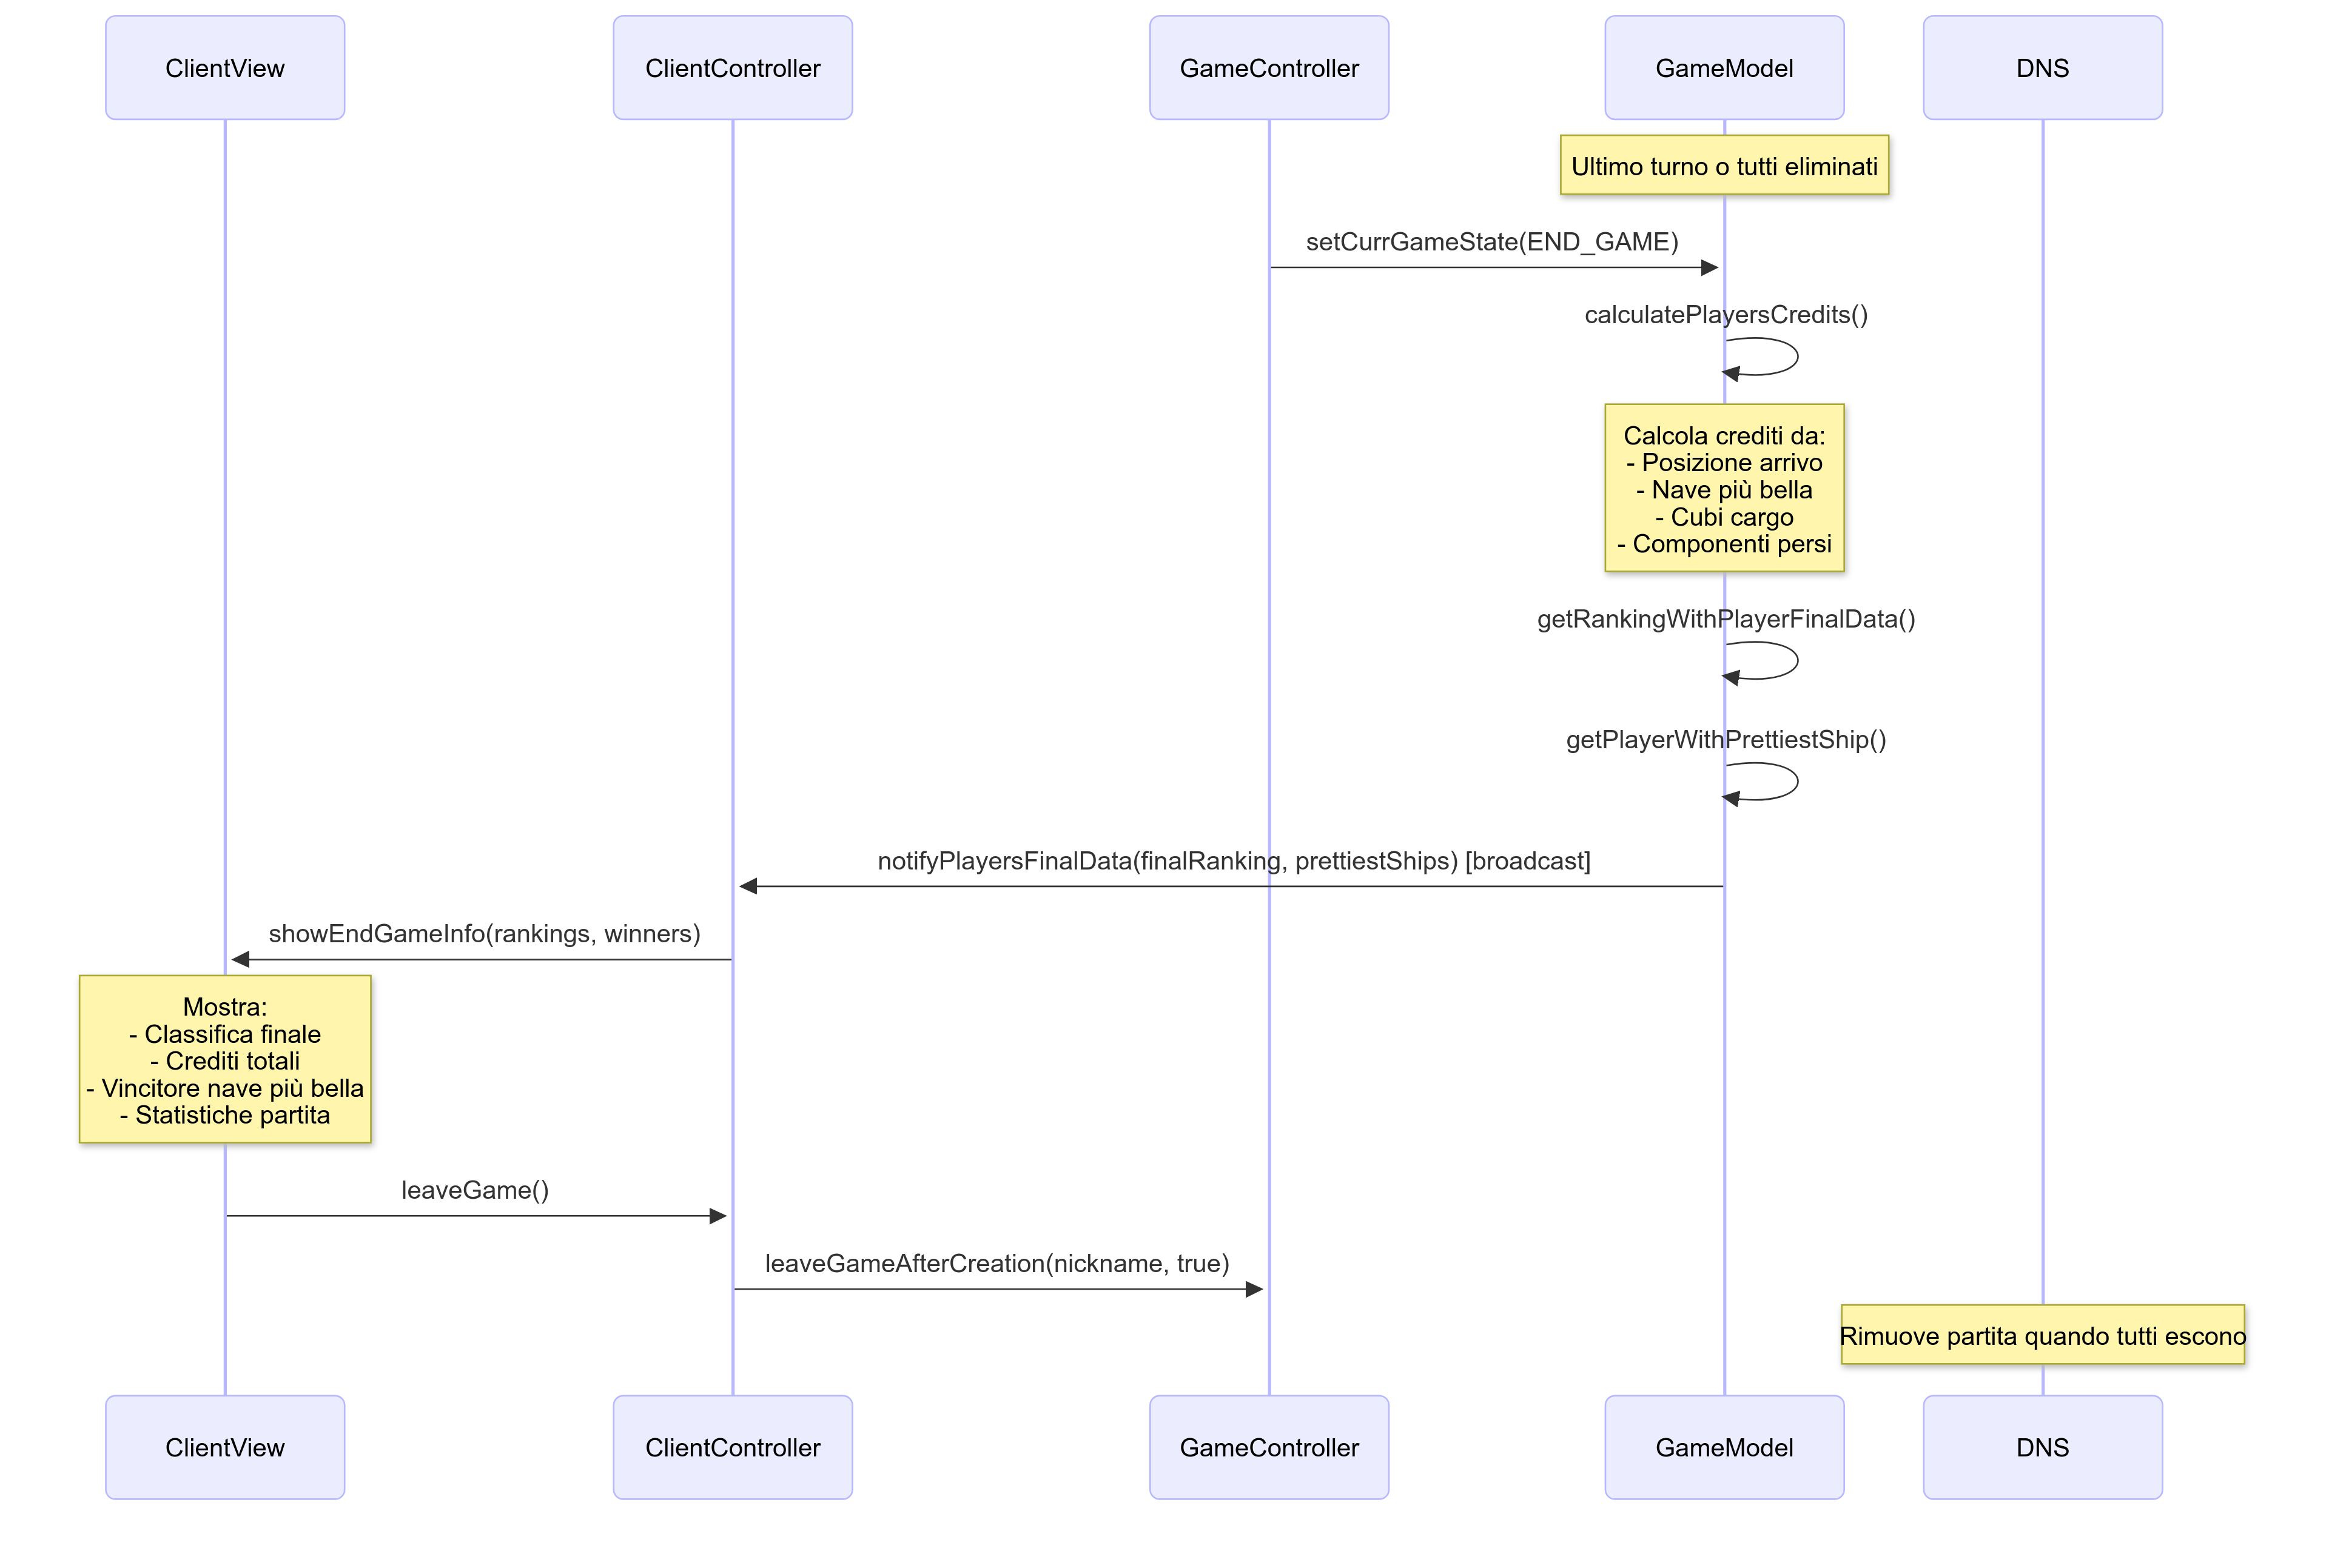 ClientView
ClientController
GameController
GameModel
DNS
Ultimo turno o tutti eliminati
setCurrGameState(END_GAME)
calculatePlayersCredits()
Calcola crediti da:
- Posizione arrivo
- Nave più bella
- Cubi cargo
- Componenti persi
getRankingWithPlayerFinalData()
getPlayerWithPrettiestShip()
notifyPlayersFinalData(finalRanking, prettiestShips) [broadcast]
showEndGameInfo(rankings, winners)
Mostra:
- Classifica finale
- Crediti totali
- Vincitore nave più bella
- Statistiche partita
leaveGame()
leaveGameAfterCreation(nickname, true)
Rimuove partita quando tutti escono
ClientView
ClientController
GameController
GameModel
DNS